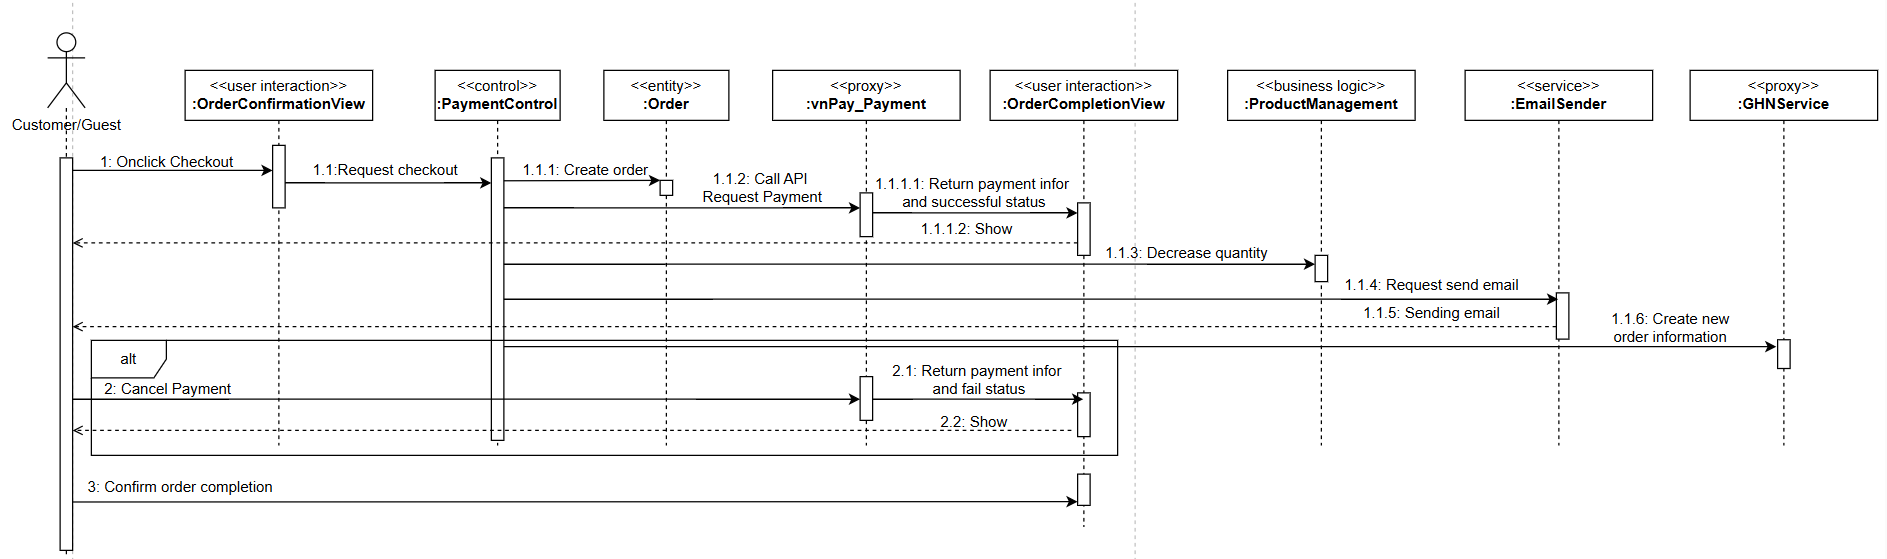 Customer/Guest
<<user interaction>>
:OrderConfirmationView
<<control>>
:PaymentControl
<<entity>>
:Order
<<proxy>>
:vnPay_Payment
<<user interaction>>
:OrderCompletionView
<<business logic>>
:ProductManagement
<<service>>
:EmailSender
<<proxy>>
:GHNService
1: Onclick Checkout
1.1:Request checkout
1.1.1: Create order
1.1.2: Call API
Request Payment
1.1.1.1: Return payment infor
and successful status
1.1.1.2: Show
1.1.3: Decrease quantity
1.1.4: Request send email
1.1.5: Sending email
1.1.6: Create new
order information
alt
2: Cancel Payment
2.1: Return payment infor
and fail status
2.2: Show
3: Confirm order completion